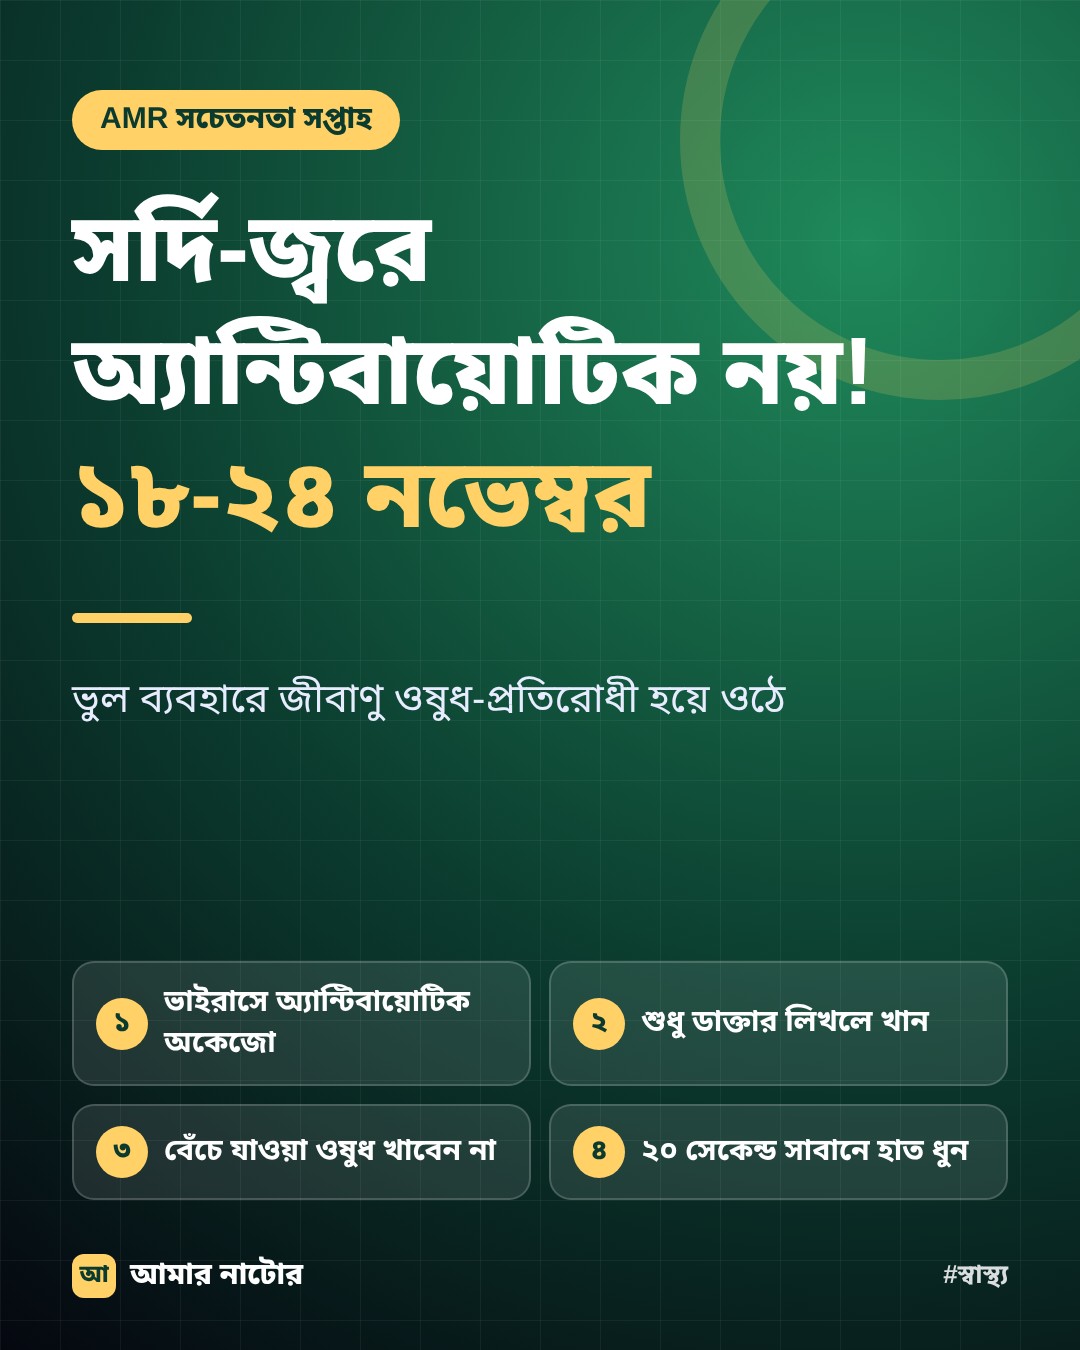 AMR সচেতনতা সপ্তাহ
সর্দি-জ্বরে
অ্যান্টিবায়োটিক নয়!
১৮-২৪ নভেম্বর
ভুল ব্যবহারে জীবাণু ওষুধ-প্রতিরোধী হয়ে ওঠে
১ ভাইরাসে অ্যান্টিবায়োটিক
অকেজো
২ শুধু ডাক্তার লিখলে খান
৩ বেঁচে যাওয়া ওষুধ খাবেন না
৪ ২০ সেকেন্ড সাবানে হাত ধুন
আ আমার নাটোর
#স্বাস্থ্য